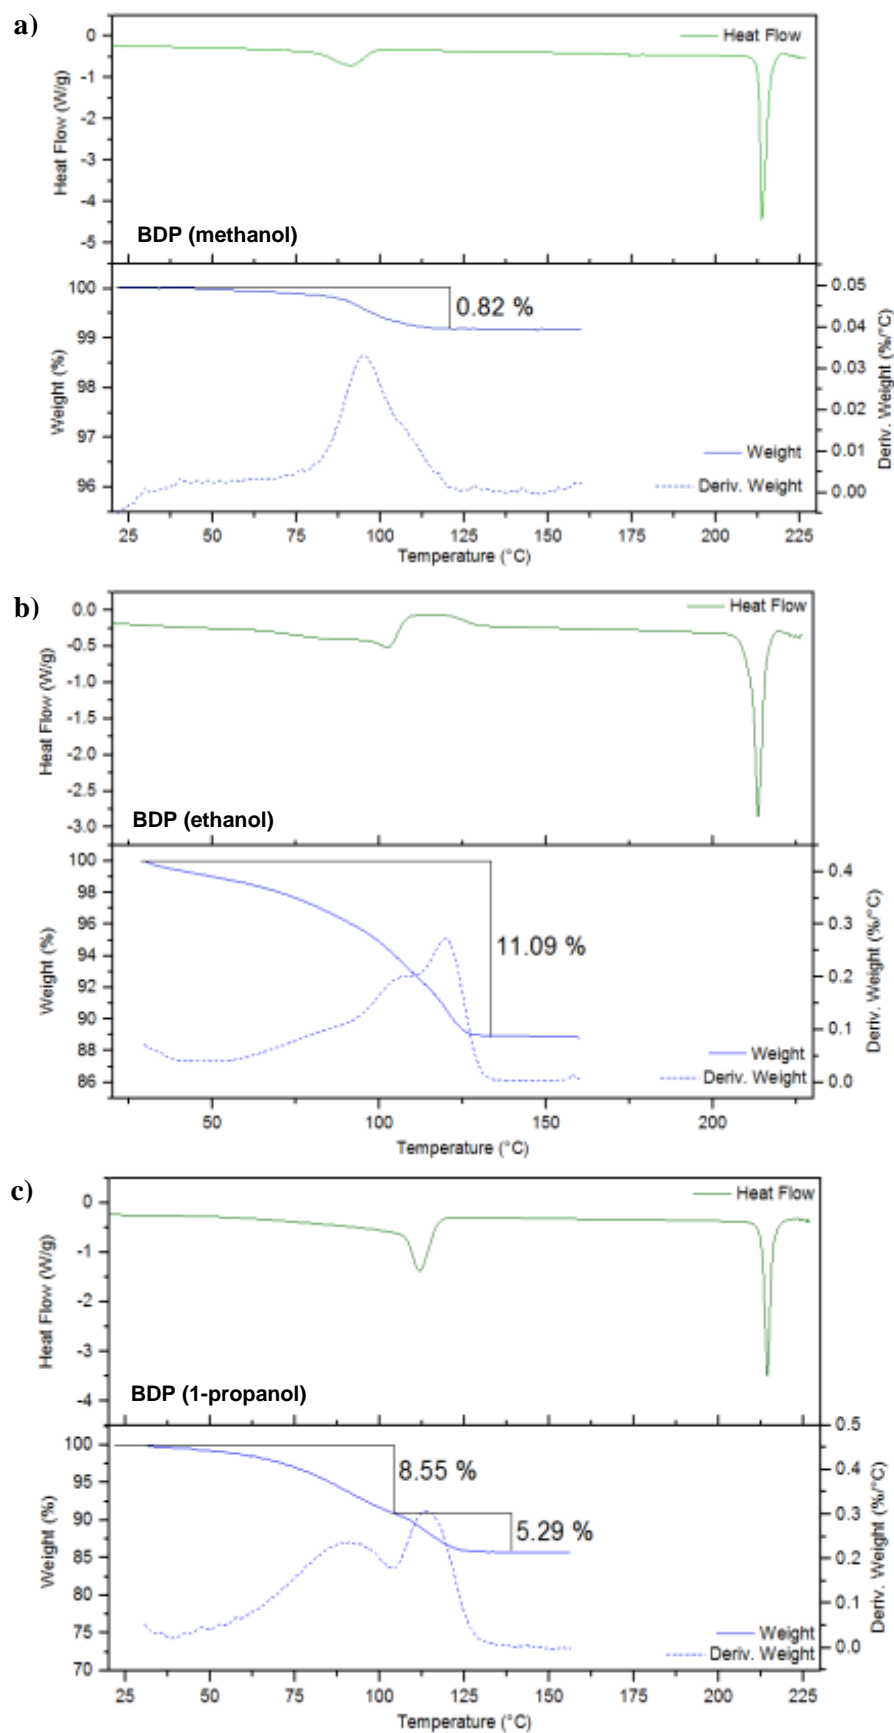 a)
0
-1
-2
-3
-4
-5
Heat Flow (W/g)
Heat Flow
BDP (methanol)
100
99
98
97
96
Weight (%)
0.82 %
0.05
0.04
0.03
0.02
0.01
0.00
Deriv. Weight (%/°C)
Weight
Deriv. Weight
25 50 75 100 125 150 175 200 225
Temperature (°C)
b)
0.0
-0.5
-1.0
-1.5
-2.0
-2.5
-3.0
Heat Flow (W/g)
Heat Flow
BDP (ethanol)
100
98
96
94
92
90
88
86
Weight (%)
11.09 %
0.4
0.3
0.2
0.1
0.0
Deriv. Weight (%/°C)
Weight
Deriv. Weight
50 100 150 200
Temperature (°C)
c)
0
-1
-2
-3
-4
Heat Flow (W/g)
Heat Flow
BDP (1-propanol)
100
95
90
85
80
75
70
Weight (%)
8.55 %
5.29 %
0.5
0.4
0.3
0.2
0.1
0.0
Deriv. Weight (%/°C)
Weight
Deriv. Weight
25 50 75 100 125 150 175 200 225
Temperature (°C)